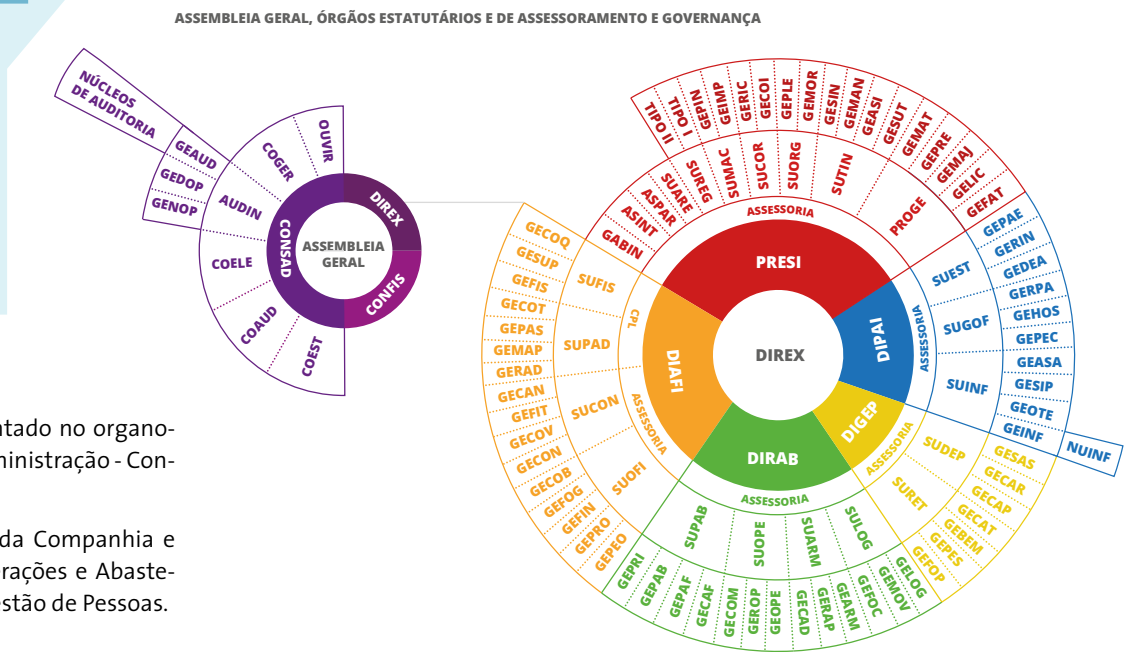 ASSEMBLEIA GERAL, ÓRGÃOS ESTATUTÁRIOS E DE ASSESSORAMENTO E GOVERNANÇA
NÚCLEOS
DE AUDITORIA
GEAUD
GEDOP
GENOP
OUVIR
COGER
AUDIN
COELE
COAUD
COEST
CONSAD
DIREX
CONFIS
ASSEMBLEIA
GERAL
DIREX
PRESI
ASSESSORIA
GABIN
ASINT
ASPAR
SUARE
SUREG
SUMAC
SUCOR
SUORG
SUTIN
PROGE
TIPO II
TIPO I
GEPIN
GEIMP
GERIC
GECOI
GEPLE
GEMOR
GESIN
GEMAN
GEASI
GESUT
GEMAT
GEPRE
GEMAJ
GELIC
GEFAT
DIPAI
ASSESSORIA
SUEST
SUGOF
SUINF
GEPAE
GERIN
GEDEA
GERPA
GEHOS
GEPEC
GEASA
GESIP
GEOTE
GEINF
NUINF
DIGEP
ASSESSORIA
SUDEP
SURET
GESAS
GECAR
GECAP
GECAT
GEBEM
GEPES
GEFOP
DIRAB
ASSESSORIA
SULOG
SUARM
SUOPE
SUPAB
GELOG
GEMOV
GEFOC
GEARM
GERAP
GECAD
GEOPE
GEROP
GECOM
GECAF
GEPAF
GEPAB
GEPRI
DIAFI
CPL
ASSESSORIA
SUFIS
SUPAD
SUCON
SUOFI
GECOQ
GESUP
GEFIS
GECOT
GEPAS
GEMAP
GERAD
GECAN
GEFIT
GECOV
GECON
GECOB
GEFOG
GEFIN
GEPRO
GEPEO
ntado no organo-
ministração - Con-
da Companhia e
erações e Abaste-
estão de Pessoas.